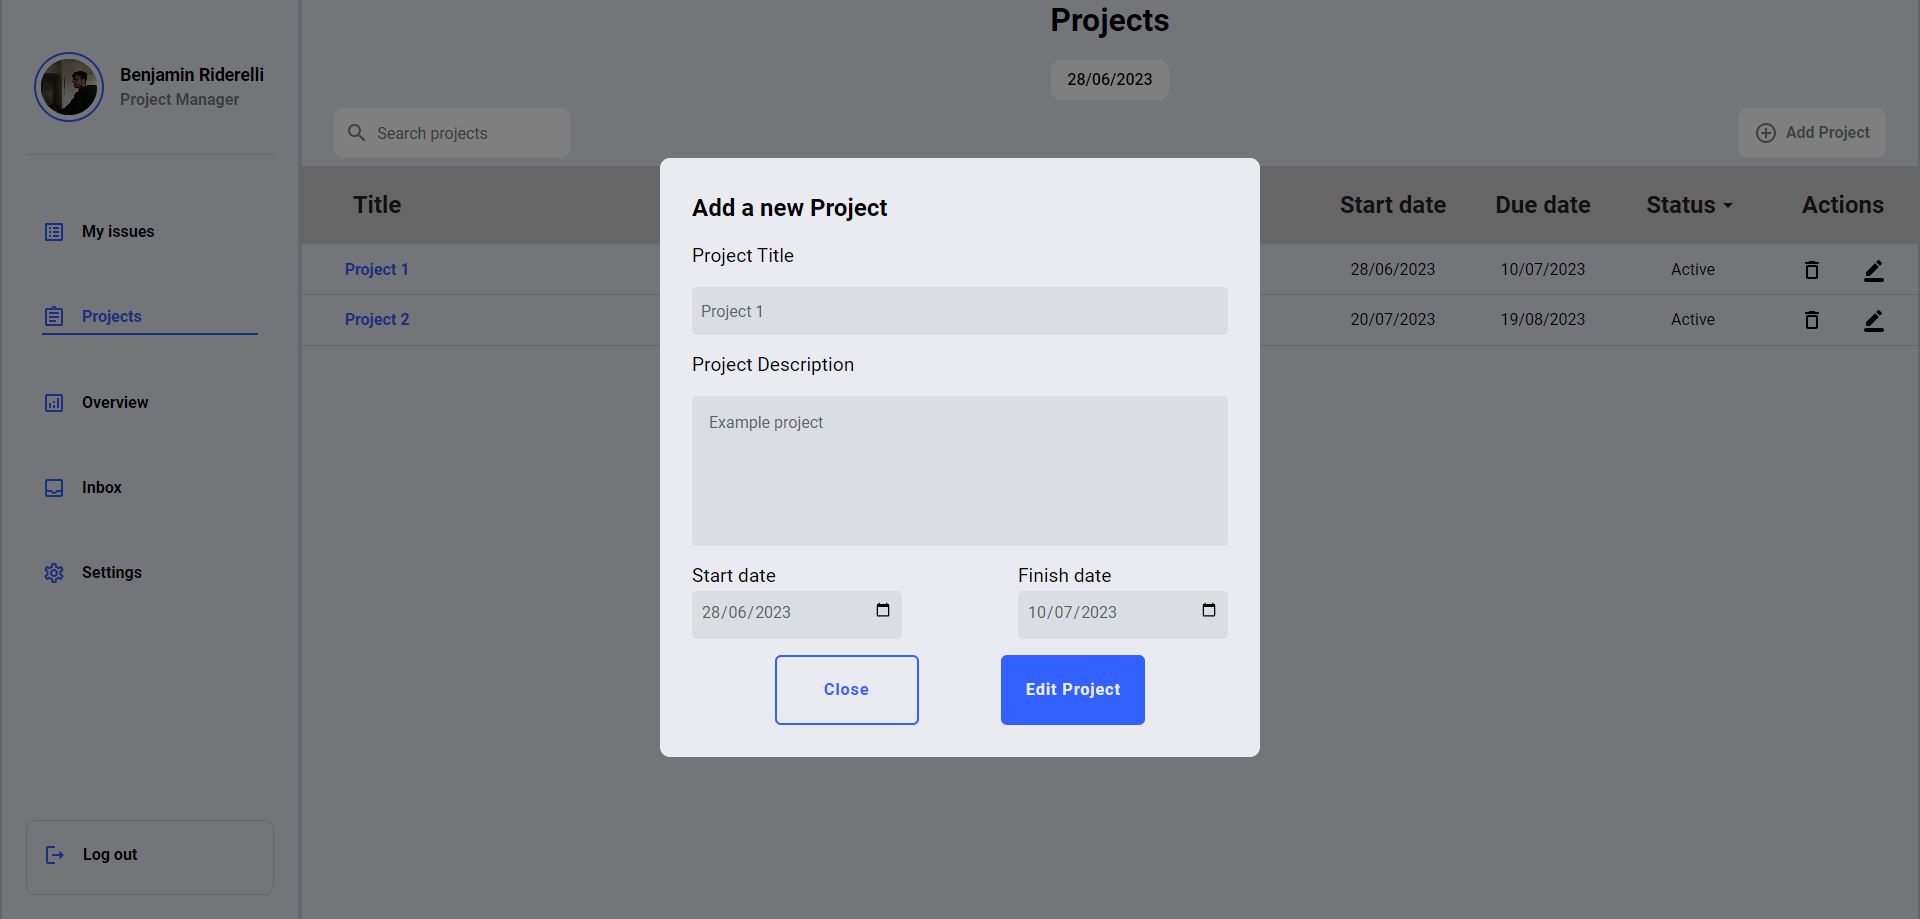 Benjamin Riderelli
Project Manager
My issues
Projects
Overview
Inbox
Settings
Log out
Projects
28/06/2023
Search projects
Add Project
Title Start date Due date Status Actions
Project 1 28/06/2023 10/07/2023 Active
Project 2 20/07/2023 19/08/2023 Active
Add a new Project
Project Title
Project 1
Project Description
Example project
Start date Finish date
28/06/2023 10/07/2023
Close Edit Project